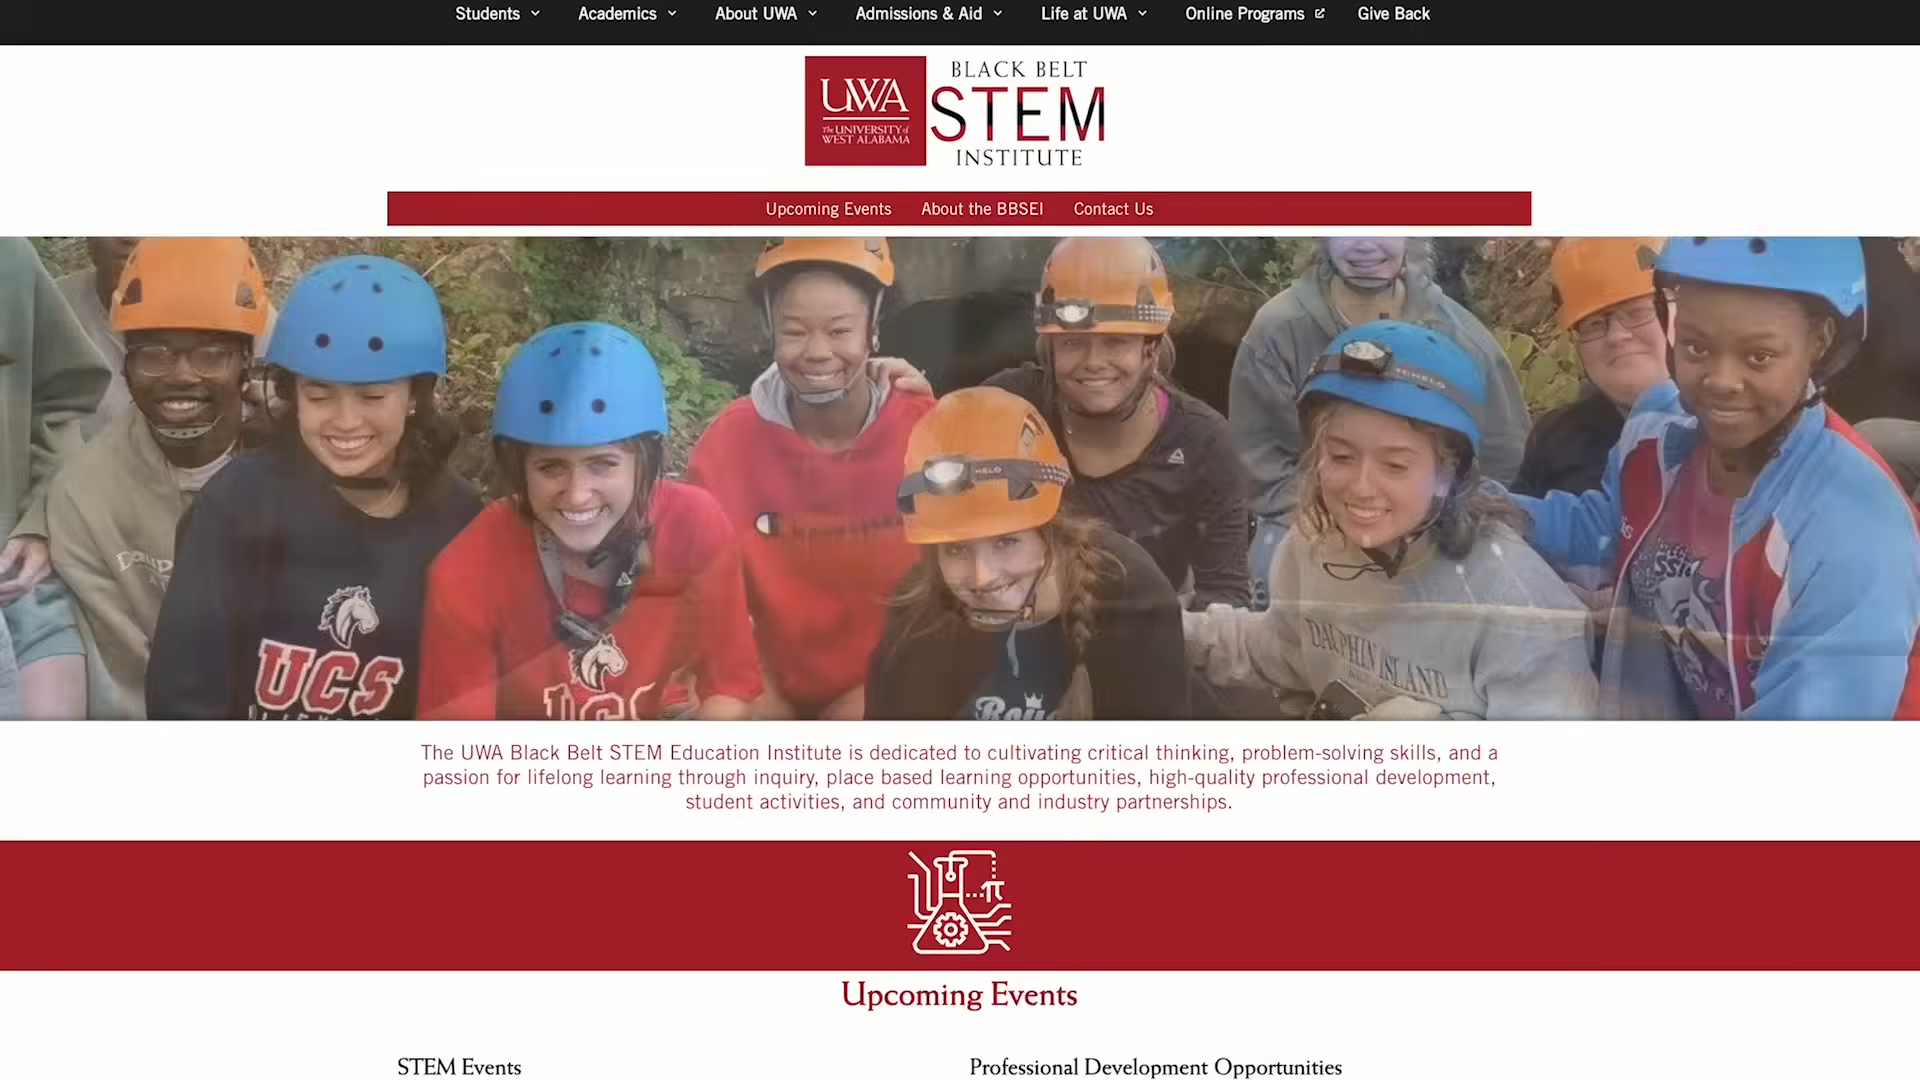 Students
Academics
About UWA
Admissions & Aid
Life at UWA
Online Programs
Give Back
UWA
The UNIVERSITY of
WEST ALABAMA
BLACK BELT
STEM
INSTITUTE
Upcoming Events
About the BBSEI
Contact Us
UCS
Dauphin Island
The UWA Black Belt STEM Education Institute is dedicated to cultivating critical thinking, problem-solving skills, and a
passion for lifelong learning through inquiry, place based learning opportunities, high-quality professional development,
student activities, and community and industry partnerships.
π
Upcoming Events
STEM Events
Professional Development Opportunities